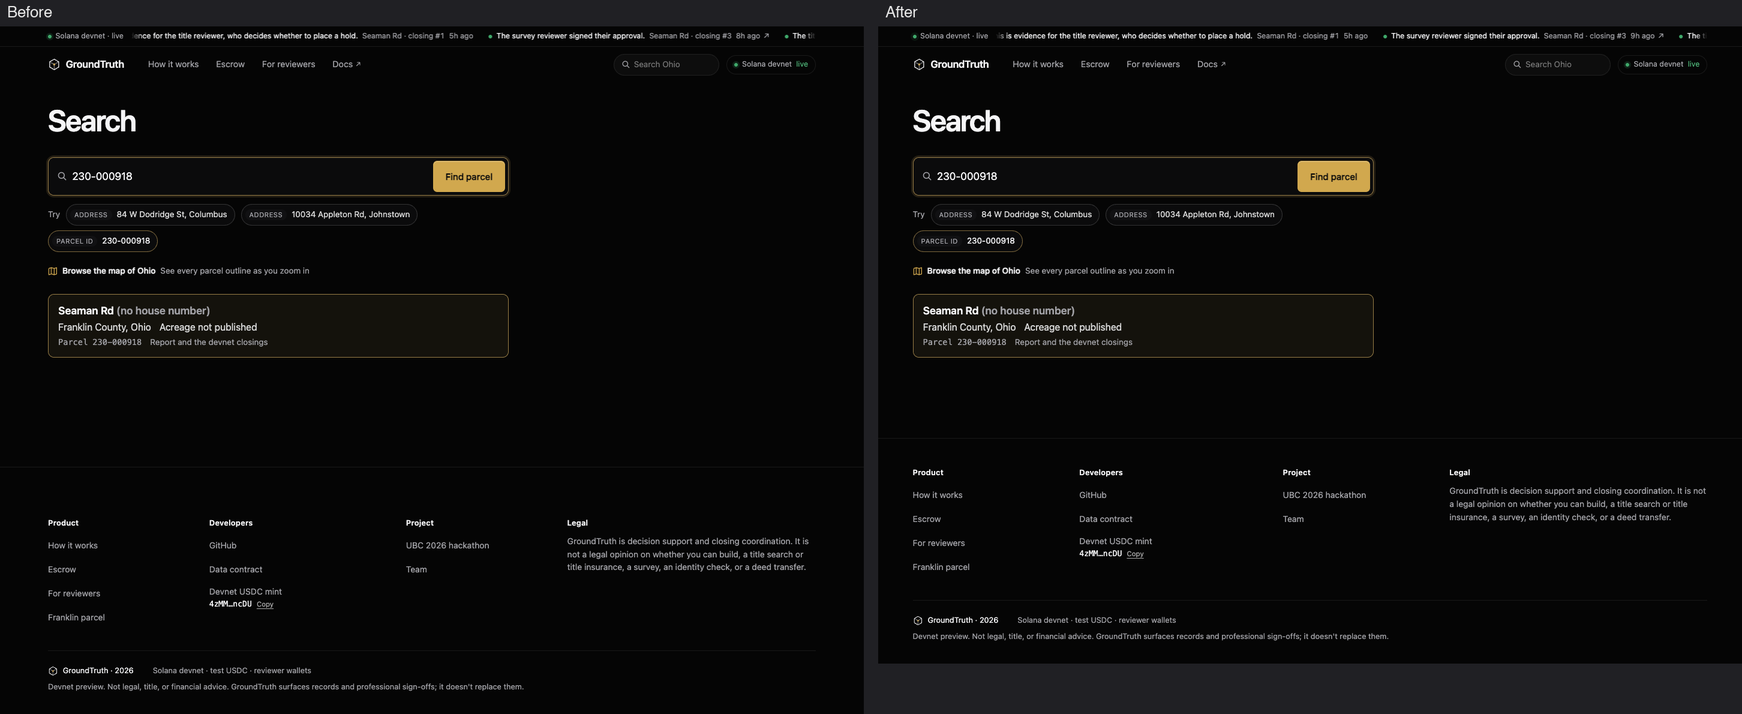 Before
Solana devnet · live ence for the title reviewer, who decides whether to place a hold. Seaman Rd · closing #1 5h ago The survey reviewer signed their approval. Seaman Rd · closing #3 8h ago ↗ The
GroundTruth How it works Escrow For reviewers Docs ↗ Search Ohio Solana devnet live
Search
230-000918 Find parcel
Try ADDRESS 84 W Dodridge St, Columbus ADDRESS 10034 Appleton Rd, Johnstown
PARCEL ID 230-000918
Browse the map of Ohio See every parcel outline as you zoom in
Seaman Rd (no house number)
Franklin County, Ohio Acreage not published
Parcel 230-000918 Report and the devnet closings
Product Developers Project Legal
How it works GitHub UBC 2026 hackathon GroundTruth is decision support and closing coordination. It is
not a legal opinion on whether you can build, a title search or
Escrow Data contract Team title insurance, a survey, an identity check, or a deed transfer.
For reviewers Devnet USDC mint
4zMM…ncDU Copy
Franklin parcel
GroundTruth · 2026 Solana devnet · test USDC · reviewer wallets
Devnet preview. Not legal, title, or financial advice. GroundTruth surfaces records and professional sign-offs; it doesn't replace them.
After
Solana devnet · live is evidence for the title reviewer, who decides whether to place a hold. Seaman Rd · closing #1 5h ago The survey reviewer signed their approval. Seaman Rd · closing #3 9h ago ↗ The
GroundTruth How it works Escrow For reviewers Docs ↗ Search Ohio Solana devnet live
Search
230-000918 Find parcel
Try ADDRESS 84 W Dodridge St, Columbus ADDRESS 10034 Appleton Rd, Johnstown
PARCEL ID 230-000918
Browse the map of Ohio See every parcel outline as you zoom in
Seaman Rd (no house number)
Franklin County, Ohio Acreage not published
Parcel 230-000918 Report and the devnet closings
Product Developers Project Legal
How it works GitHub UBC 2026 hackathon GroundTruth is decision support and closing coordination. It is not
a legal opinion on whether you can build, a title search or title
Escrow Data contract Team insurance, a survey, an identity check, or a deed transfer.
For reviewers Devnet USDC mint
4zMM…ncDU Copy
Franklin parcel
GroundTruth · 2026 Solana devnet · test USDC · reviewer wallets
Devnet preview. Not legal, title, or financial advice. GroundTruth surfaces records and professional sign-offs; it doesn't replace them.